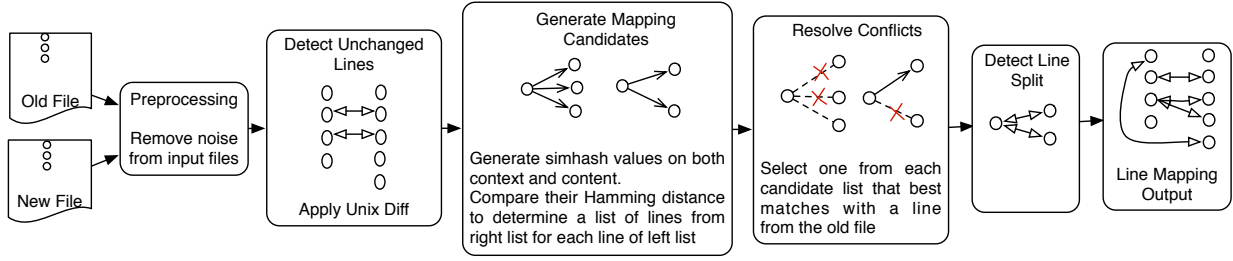 Old File
New File
Preprocessing
Remove noise
from input files
Detect Unchanged
Lines
Apply Unix Diff
Generate Mapping
Candidates
Generate simhash values on both
context and content.
Compare their Hamming distance
to determine a list of lines from
right list for each line of left list
Resolve Conflicts
Select one from each
candidate list that best
matches with a line
from the old file
Detect Line
Split
Line Mapping
Output